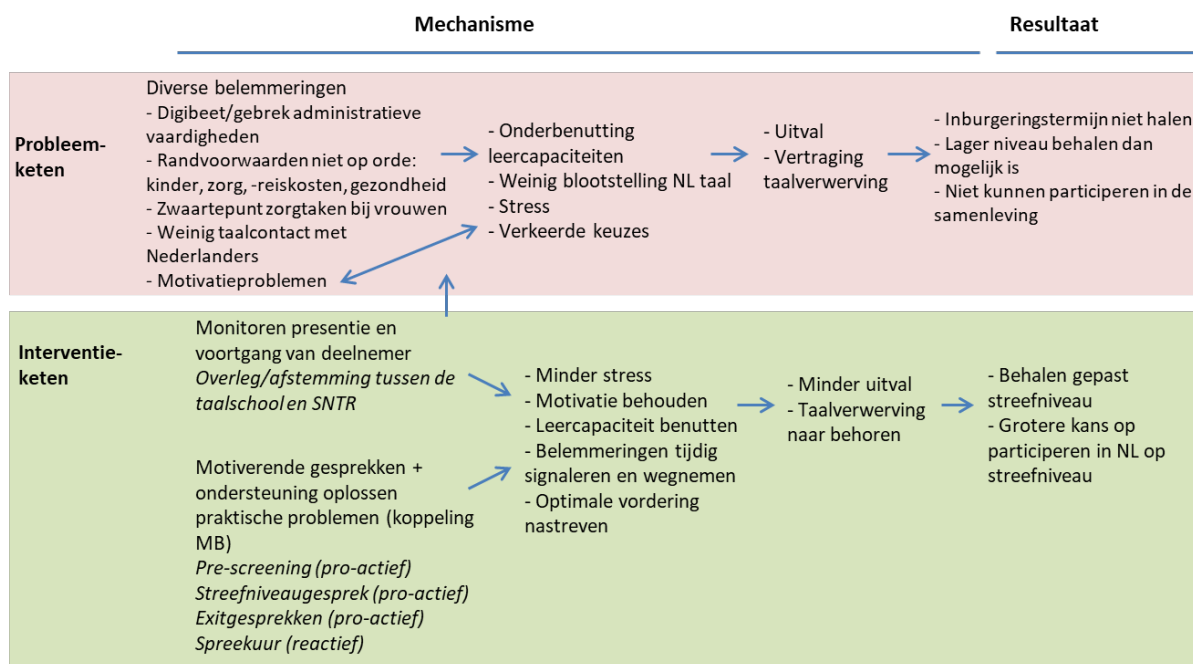 Mechanisme
Resultaat
Probleem-
keten
Diverse belemmeringen
- Digibeet/gebrek administratieve
vaardigheden
- Randvoorwaarden niet op orde:
kinder, zorg, -reiskosten, gezondheid
- Zwaartepunt zorgtaken bij vrouwen
- Weinig taalcontact met
Nederlanders
- Motivatieproblemen
- Onderbenutting
leercapaciteiten
- Weinig blootstelling NL taal
- Stress
- Verkeerde keuzes
- Uitval
- Vertraging
taalverwerving
- Inburgeringstermijn niet halen
- Lager niveau behalen dan
mogelijk is
- Niet kunnen participeren in de
samenleving
Interventie-
keten
Monitoren presentie en
voortgang van deelnemer
Overleg/afstemming tussen de
taalschool en SNTR
Motiverende gesprekken +
ondersteuning oplossen
praktische problemen (koppeling
MB)
Pre-screening (pro-actief)
Streefniveaugesprek (pro-actief)
Exitgesprekken (pro-actief)
Spreekuur (reactief)
- Minder stress
- Motivatie behouden
- Leercapaciteit benutten
- Belemmeringen tijdig
signaleren en wegnemen
- Optimale vordering
nastreven
- Minder uitval
- Taalverwerving
naar behoren
- Behalen gepast
streefniveau
- Grotere kans op
participeren in NL op
streefniveau